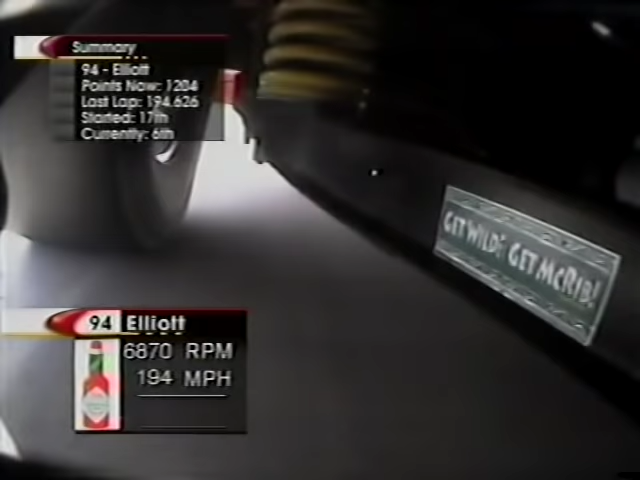 Summary
94 - Elliott
Points Now: 1204
Last Lap: 194.626
Started: 17th
Currently: 6th
GET WILD! GET McRIB!
94 Elliott
6870 RPM
194 MPH